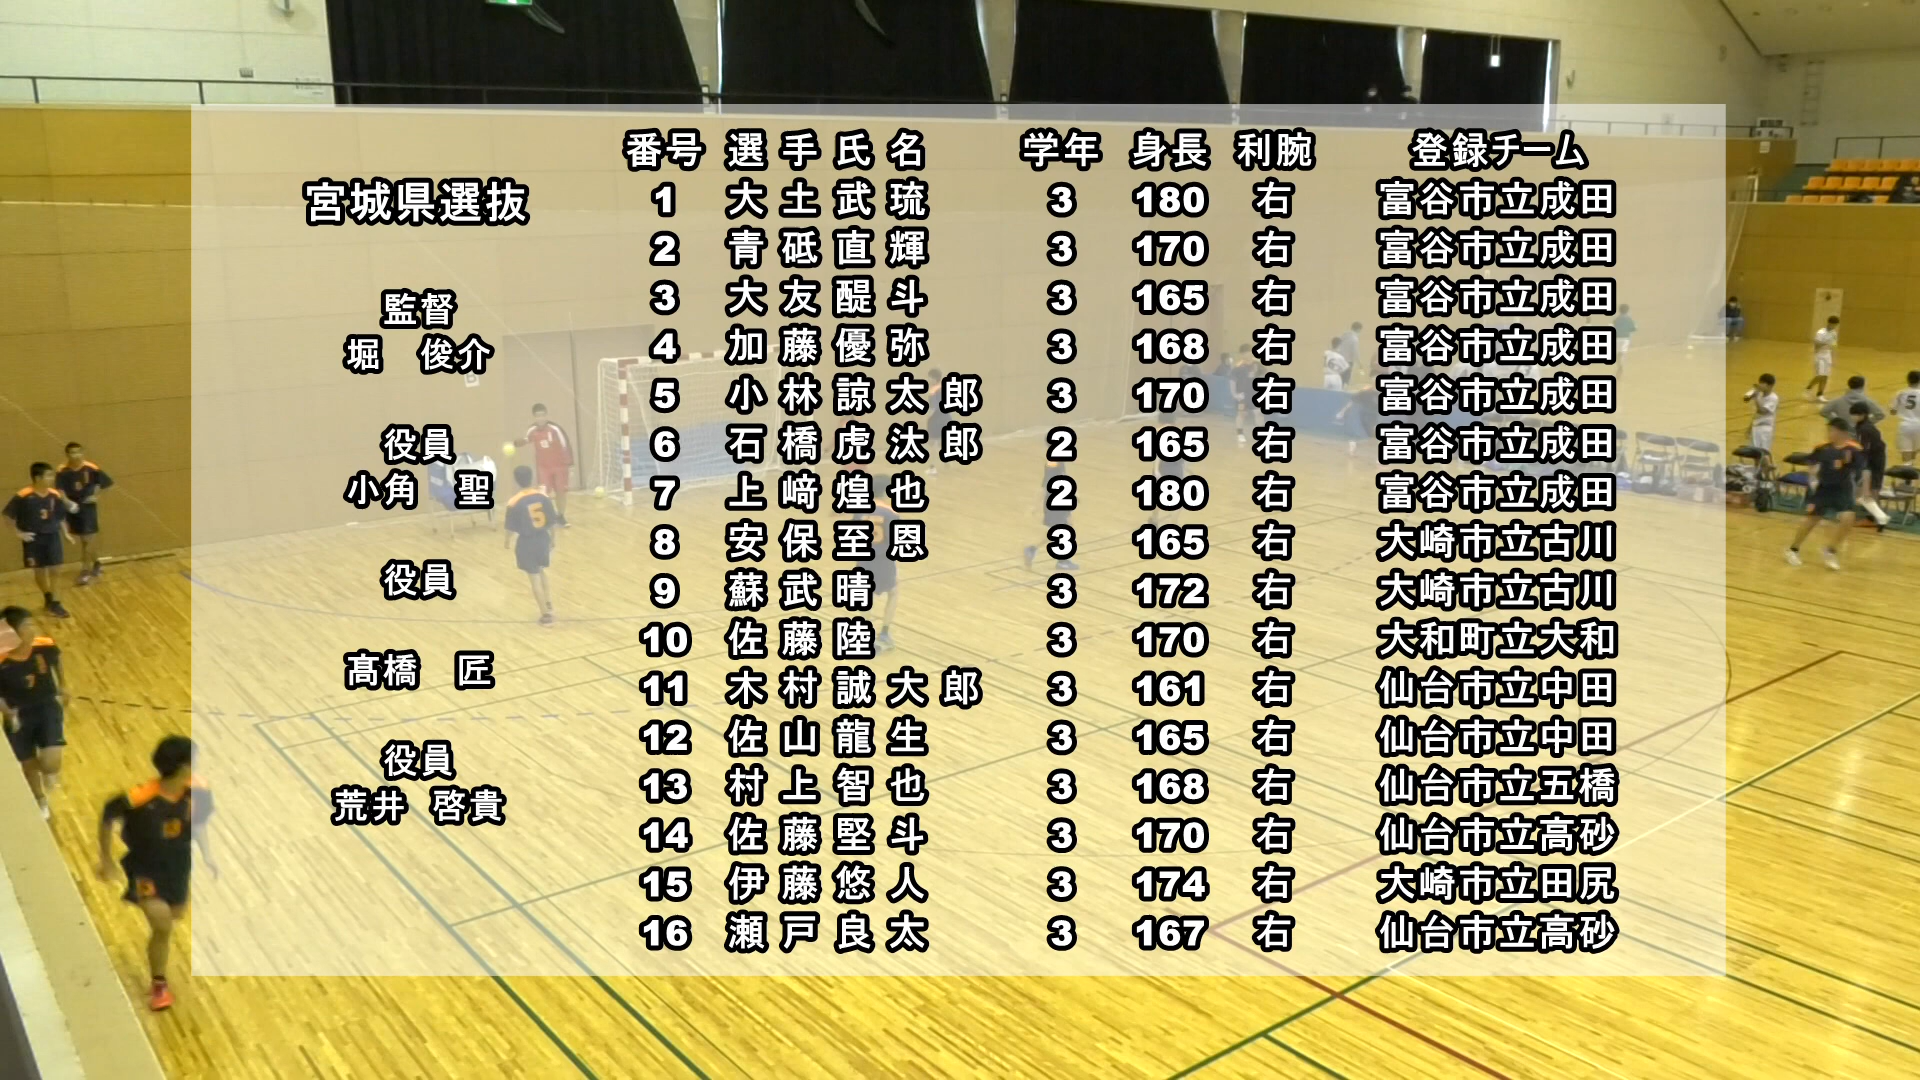 番号 選手氏名 学年 身長 利腕 登録チーム
宮城県選抜
監督
堀 俊介
役員
小角 聖
役員
髙橋 匠
役員
荒井 啓貴
1 大土武琉 3 180 右 富谷市立成田
2 青砥直輝 3 170 右 富谷市立成田
3 大友醍斗 3 165 右 富谷市立成田
4 加藤優弥 3 168 右 富谷市立成田
5 小林諒太郎 3 170 右 富谷市立成田
6 石橋虎汰郎 2 165 右 富谷市立成田
7 上﨑煌也 2 180 右 富谷市立成田
8 安保至恩 3 165 右 大崎市立古川
9 蘇武晴 3 172 右 大崎市立古川
10 佐藤陸 3 170 右 大和町立大和
11 木村誠大郎 3 161 右 仙台市立中田
12 佐山龍生 3 165 右 仙台市立中田
13 村上智也 3 168 右 仙台市立五橋
14 佐藤堅斗 3 170 右 仙台市立高砂
15 伊藤悠人 3 174 右 大崎市立田尻
16 瀬戸良太 3 167 右 仙台市立高砂
5